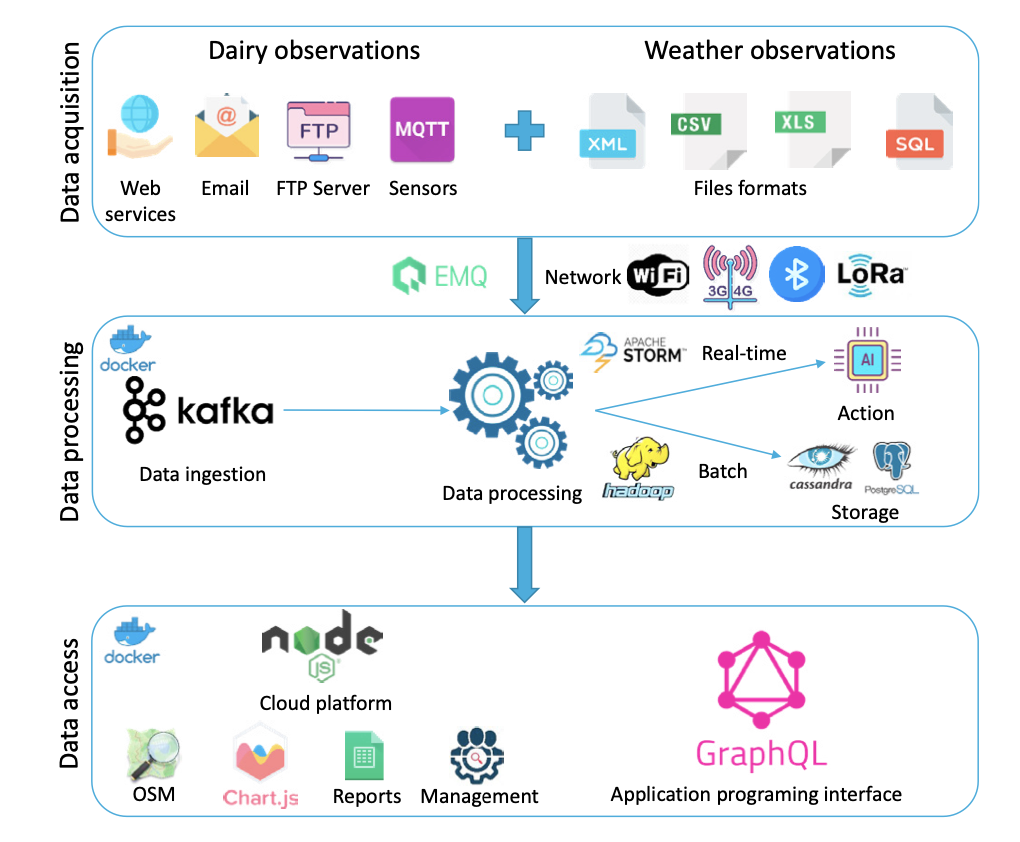 Data acquisition
Dairy observations
Weather observations
@
FTP
MQTT
XML
CSV
XLS
SQL
Web
services
Email
FTP Server
Sensors
Files formats
EMQ
Network
WiFi
3G 4G
LoRa™
Data processing
docker
kafka
Data ingestion
Data processing
APACHE
STORM™
Real-time
AI
Action
hadoop
Batch
cassandra
PostgreSQL
Storage
Data access
docker
node
JS®
Cloud platform
OSM
Chart.js
Reports
Management
GraphQL
Application programing interface